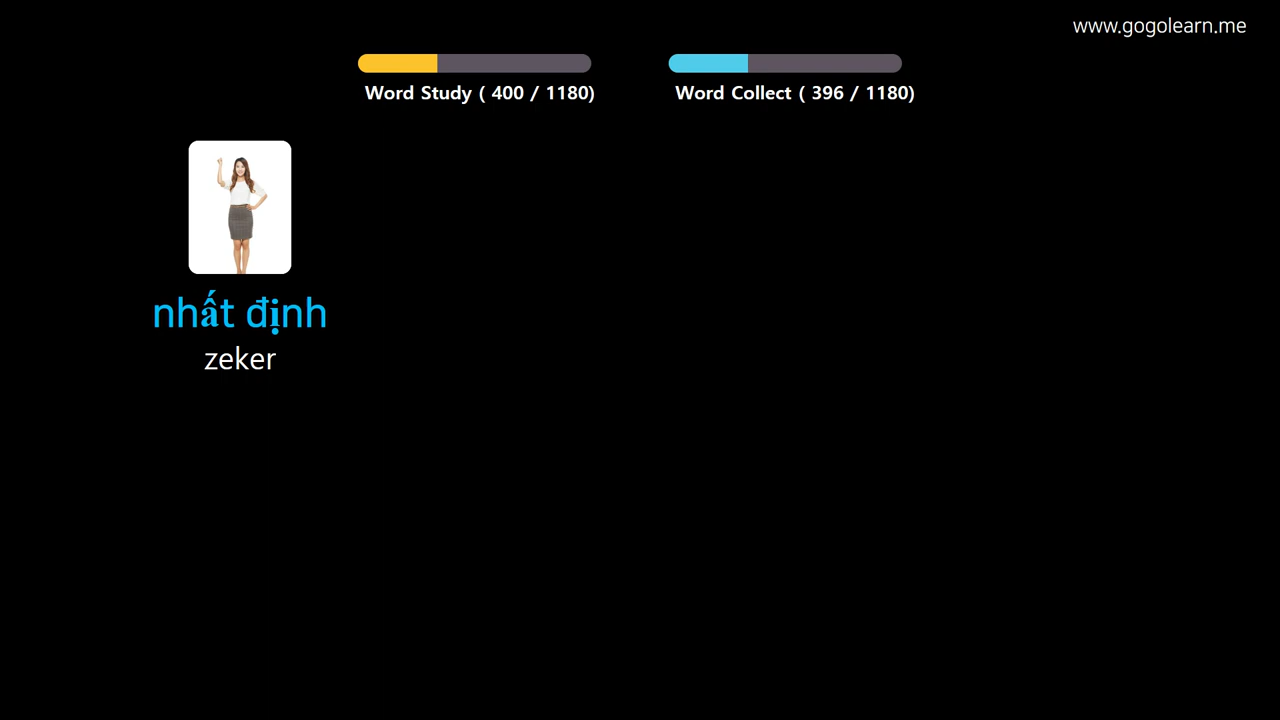 www.gogolearn.me
Word Study ( 400 / 1180)
Word Collect ( 396 / 1180)
nhất định
zeker